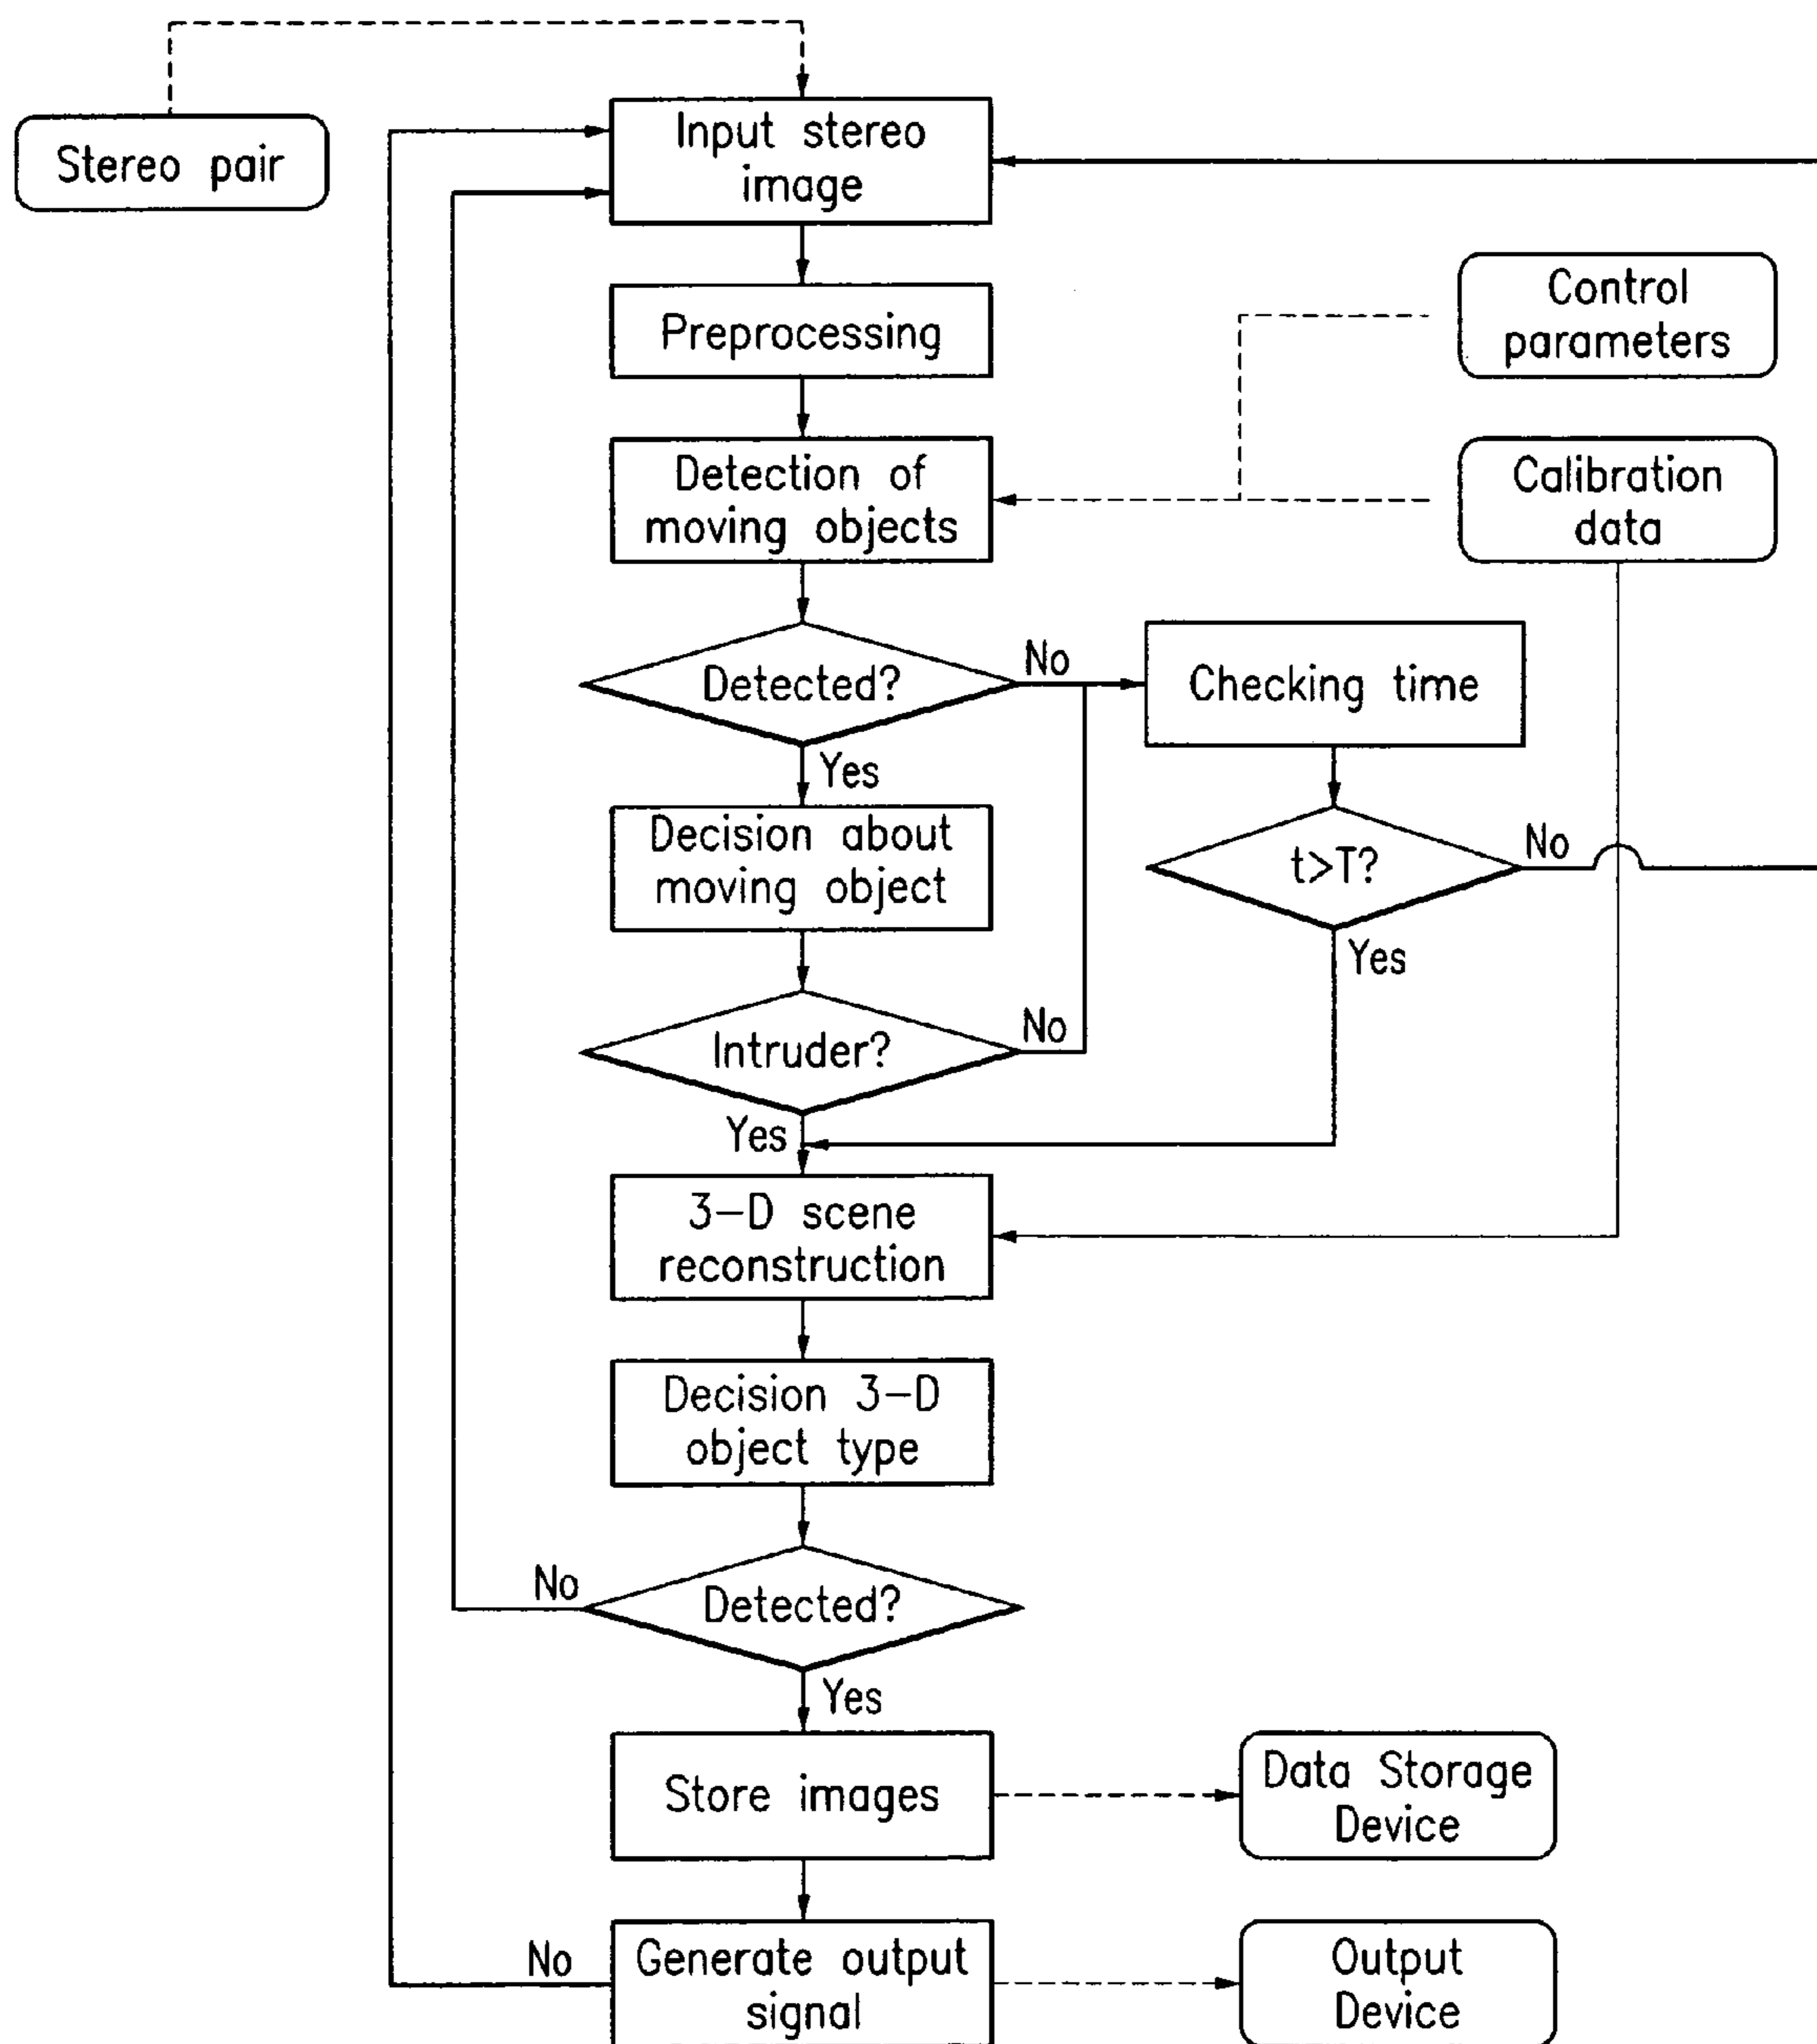 Stereo pair
Input stereo
image
Preprocessing
Control
parameters
Detection of
moving objects
Calibration
data
Detected?
No
Checking time
Yes
Decision about
moving object
t>T?
No
Yes
Intruder?
No
Yes
3-D scene
reconstruction
Decision 3-D
object type
No
Detected?
Yes
Store images
Data Storage
Device
No
Generate output
signal
Output
Device